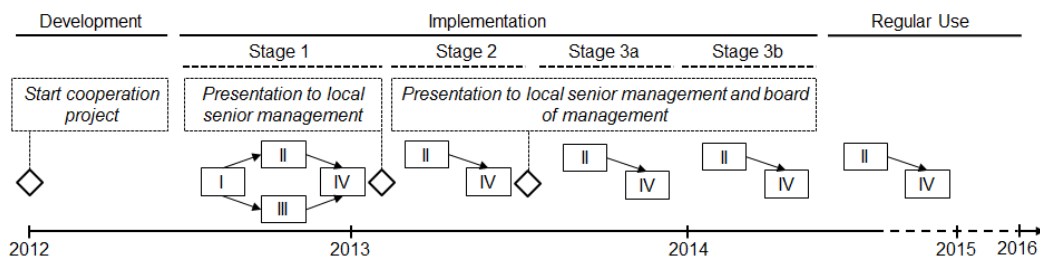 Development
Implementation
Regular Use
Stage 1
Stage 2
Stage 3a
Stage 3b
Start cooperation
project
Presentation to local
senior management
Presentation to local senior management and board
of management
II
II
II
II
II
I
IV
IV
IV
IV
IV
III
2012
2013
2014
2015
2016